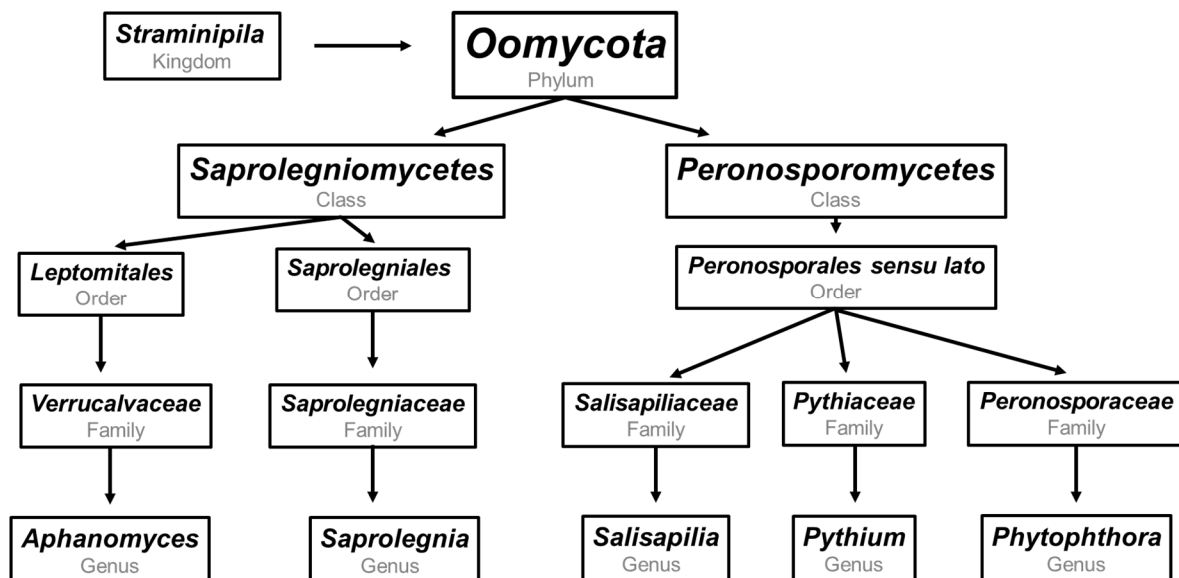 Straminipila
Kingdom
Oomycota
Phylum
Saprolegniomycetes
Class
Peronosporomycetes
Class
Leptomitales
Order
Saprolegniales
Order
Peronosporales sensu lato
Order
Verrucalvaceae
Family
Saprolegniaceae
Family
Salisapiliaceae
Family
Pythiaceae
Family
Peronosporaceae
Family
Aphanomyces
Genus
Saprolegnia
Genus
Salisapilia
Genus
Pythium
Genus
Phytophthora
Genus